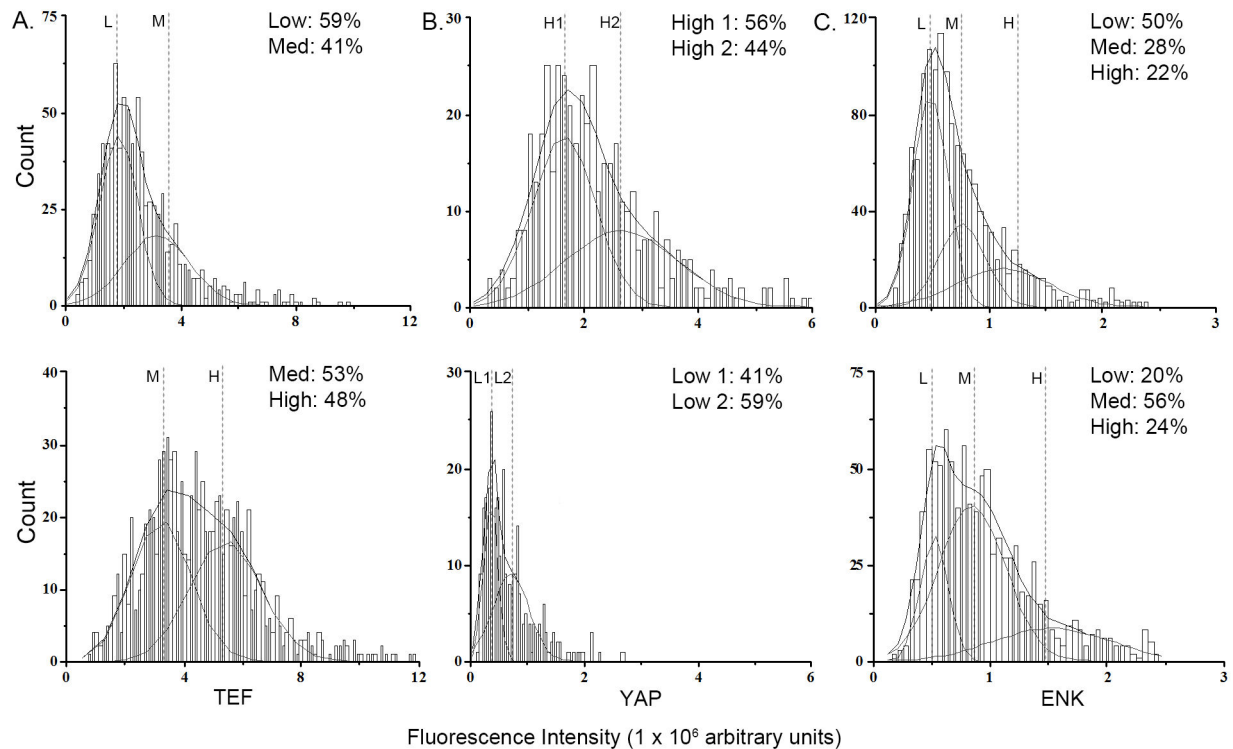 A.
L M
Low: 59%
Med: 41%
75
50
25
0
Count
0 4 8 12
B.
H1 H2
High 1: 56%
High 2: 44%
30
20
10
0
0 2 4 6
C.
L M H
Low: 50%
Med: 28%
High: 22%
120
80
40
0
0 1 2 3
M H
Med: 53%
High: 48%
40
30
20
10
0
Count
0 2 4 6 8 10 12
TEF
L1 L2
Low 1: 41%
Low 2: 59%
30
20
10
0
0 2 4 6
YAP
L M H
Low: 20%
Med: 56%
High: 24%
75
50
25
0
0 1 2 3
ENK
Fluorescence Intensity (1 x 10⁶ arbitrary units)